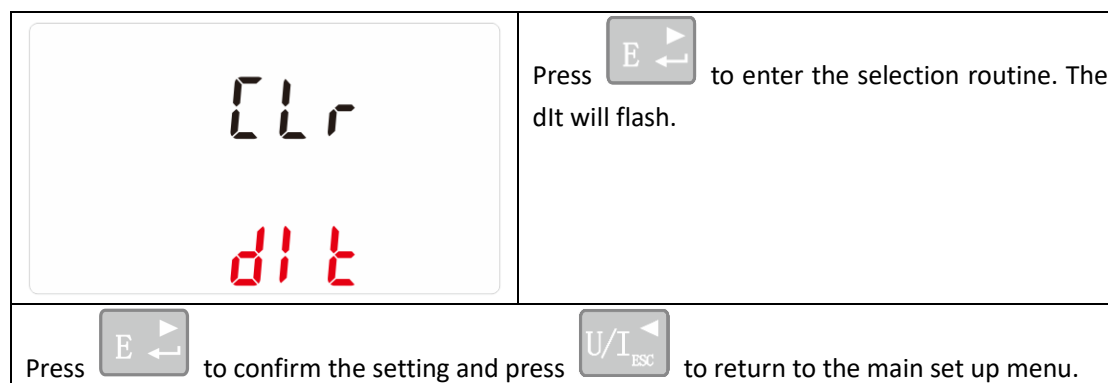 CLr
dIt
Press E to enter the selection routine. The
dIt will flash.
Press E to confirm the setting and press U/I ESC to return to the main set up menu.